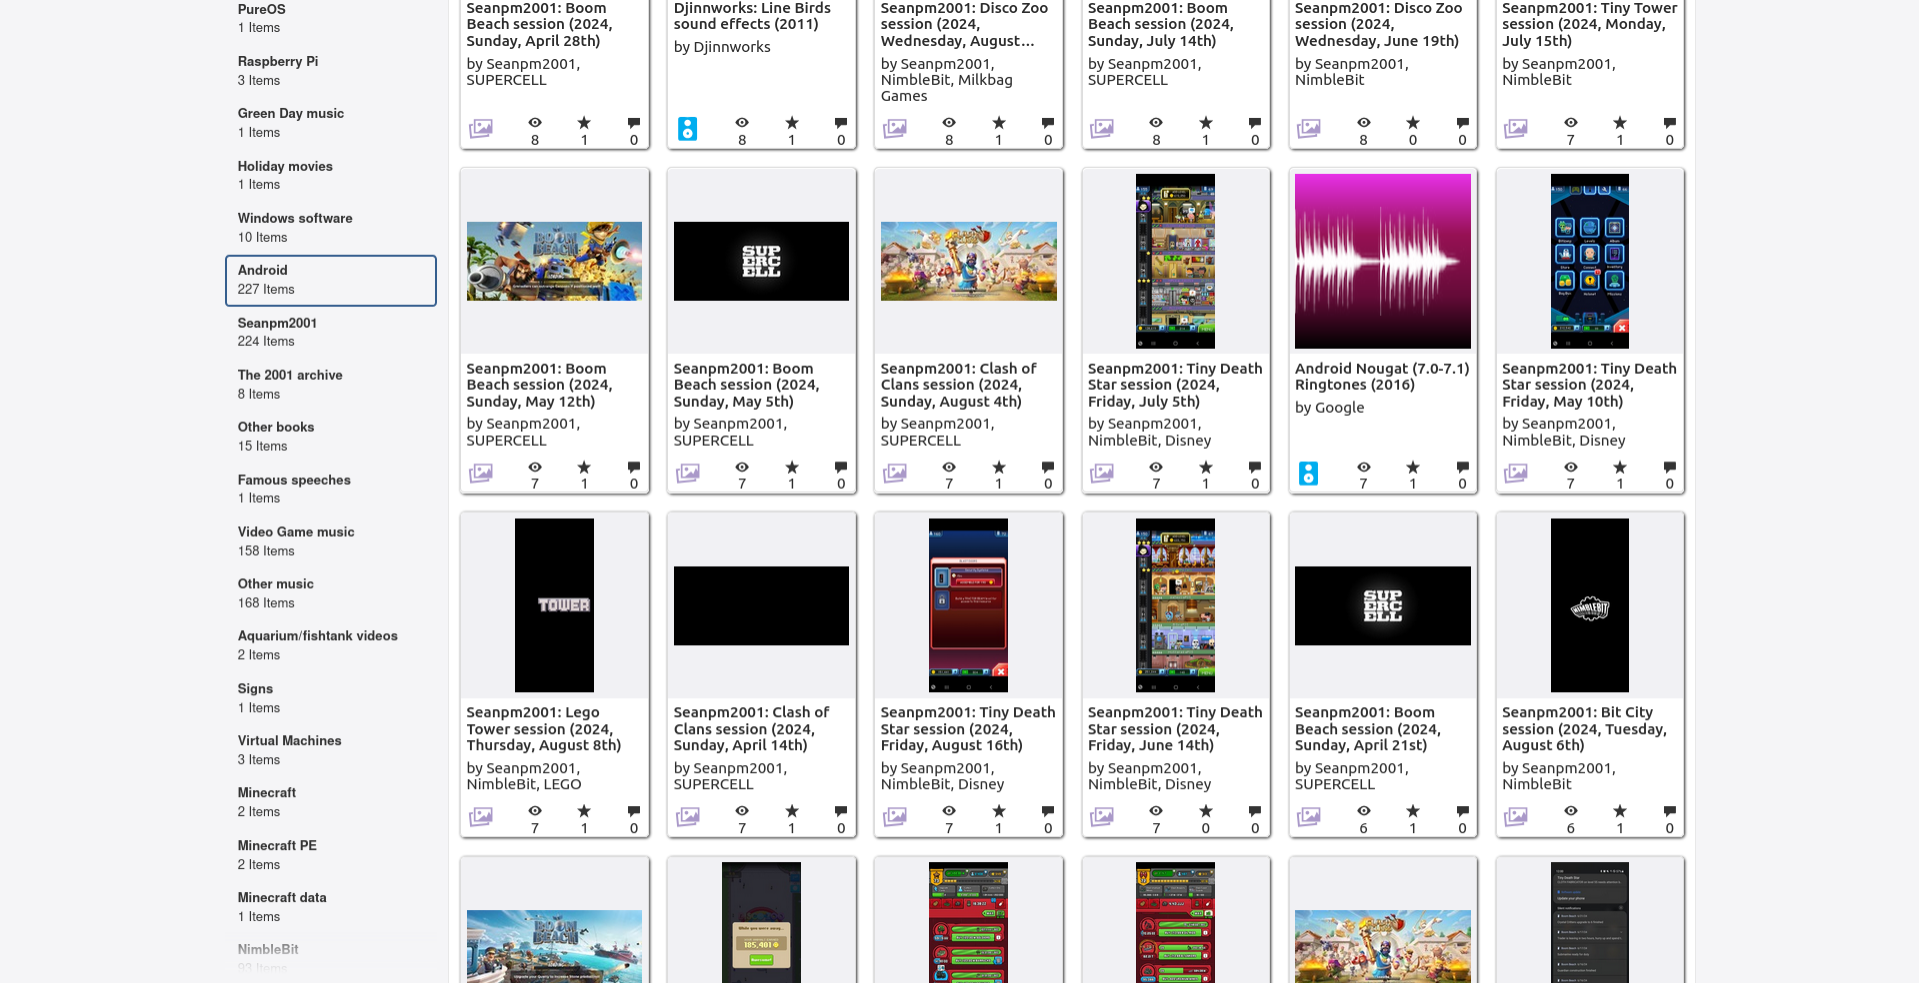 PureOS
1 Items
Raspberry Pi
3 Items
Green Day music
1 Items
Holiday movies
1 Items
Windows software
10 Items
Android
227 Items
Seanpm2001
224 Items
The 2001 archive
8 Items
Other books
15 Items
Famous speeches
1 Items
Video Game music
158 Items
Other music
168 Items
Aquarium/fishtank videos
2 Items
Signs
1 Items
Virtual Machines
3 Items
Minecraft
2 Items
Minecraft PE
2 Items
Minecraft data
1 Items
NimbleBit
93 Items
Seanpm2001: Boom
Beach session (2024,
Sunday, April 28th)
by Seanpm2001,
SUPERCELL
8
1
0
Djinnworks: Line Birds
sound effects (2011)
by Djinnworks
8
1
0
Seanpm2001: Disco Zoo
session (2024,
Wednesday, August...
by Seanpm2001,
NimbleBit, Milkbag
Games
8
1
0
Seanpm2001: Boom
Beach session (2024,
Sunday, July 14th)
by Seanpm2001,
SUPERCELL
8
1
0
Seanpm2001: Disco Zoo
session (2024,
Wednesday, June 19th)
by Seanpm2001,
NimbleBit
8
0
0
Seanpm2001: Tiny Tower
session (2024, Monday,
July 15th)
by Seanpm2001,
NimbleBit
7
1
0
BOOM
BEACH
Seanpm2001: Boom
Beach session (2024,
Sunday, May 12th)
by Seanpm2001,
SUPERCELL
7
1
0
SUP
ERC
ELL
Seanpm2001: Boom
Beach session (2024,
Sunday, May 5th)
by Seanpm2001,
SUPERCELL
7
1
0
Seanpm2001: Clash of
Clans session (2024,
Sunday, August 4th)
by Seanpm2001,
SUPERCELL
7
1
0
Seanpm2001: Tiny Death
Star session (2024,
Friday, July 5th)
by Seanpm2001,
NimbleBit, Disney
7
1
0
Android Nougat (7.0-7.1)
Ringtones (2016)
by Google
7
1
0
Seanpm2001: Tiny Death
Star session (2024,
Friday, May 10th)
by Seanpm2001,
NimbleBit, Disney
7
1
0
TOWER
Seanpm2001: Lego
Tower session (2024,
Thursday, August 8th)
by Seanpm2001,
NimbleBit, LEGO
7
1
0
Seanpm2001: Clash of
Clans session (2024,
Sunday, April 14th)
by Seanpm2001,
SUPERCELL
7
1
0
Seanpm2001: Tiny Death
Star session (2024,
Friday, August 16th)
by Seanpm2001,
NimbleBit, Disney
7
1
0
Seanpm2001: Tiny Death
Star session (2024,
Friday, June 14th)
by Seanpm2001,
NimbleBit, Disney
7
0
0
SUP
ERC
ELL
Seanpm2001: Boom
Beach session (2024,
Sunday, April 21st)
by Seanpm2001,
SUPERCELL
6
1
0
NIMBLEBIT
Seanpm2001: Bit City
session (2024, Tuesday,
August 6th)
by Seanpm2001,
NimbleBit
6
1
0
BOOM
BEACH
While you were away...
185,401